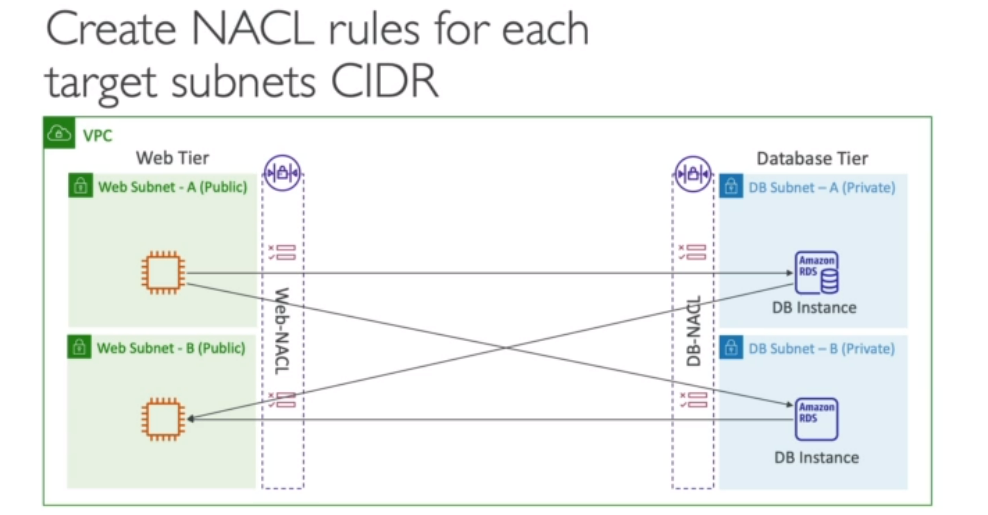 Create NACL rules for each
target subnets CIDR
VPC
Web Tier
Database Tier
Web Subnet - A (Public)
DB Subnet – A (Private)
Amazon
RDS
DB Instance
Web-NACL
DB-NACL
Web Subnet - B (Public)
DB Subnet – B (Private)
Amazon
RDS
DB Instance